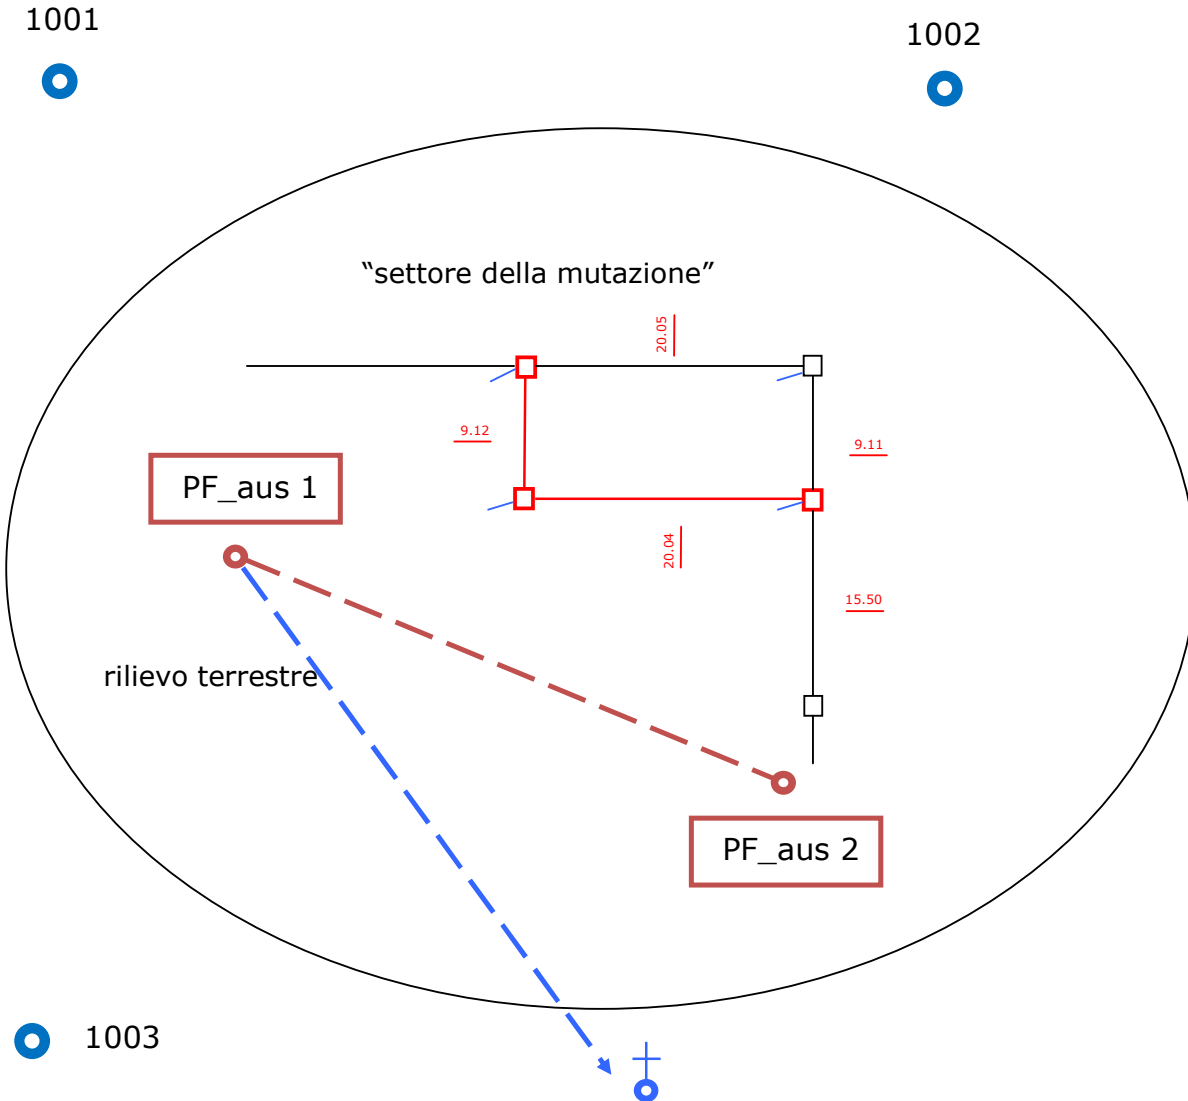 1001
1002
“settore della mutazione”
20.05
9.12
9.11
PF_aus 1
20.04
15.50
rilievo terrestre
PF_aus 2
1003